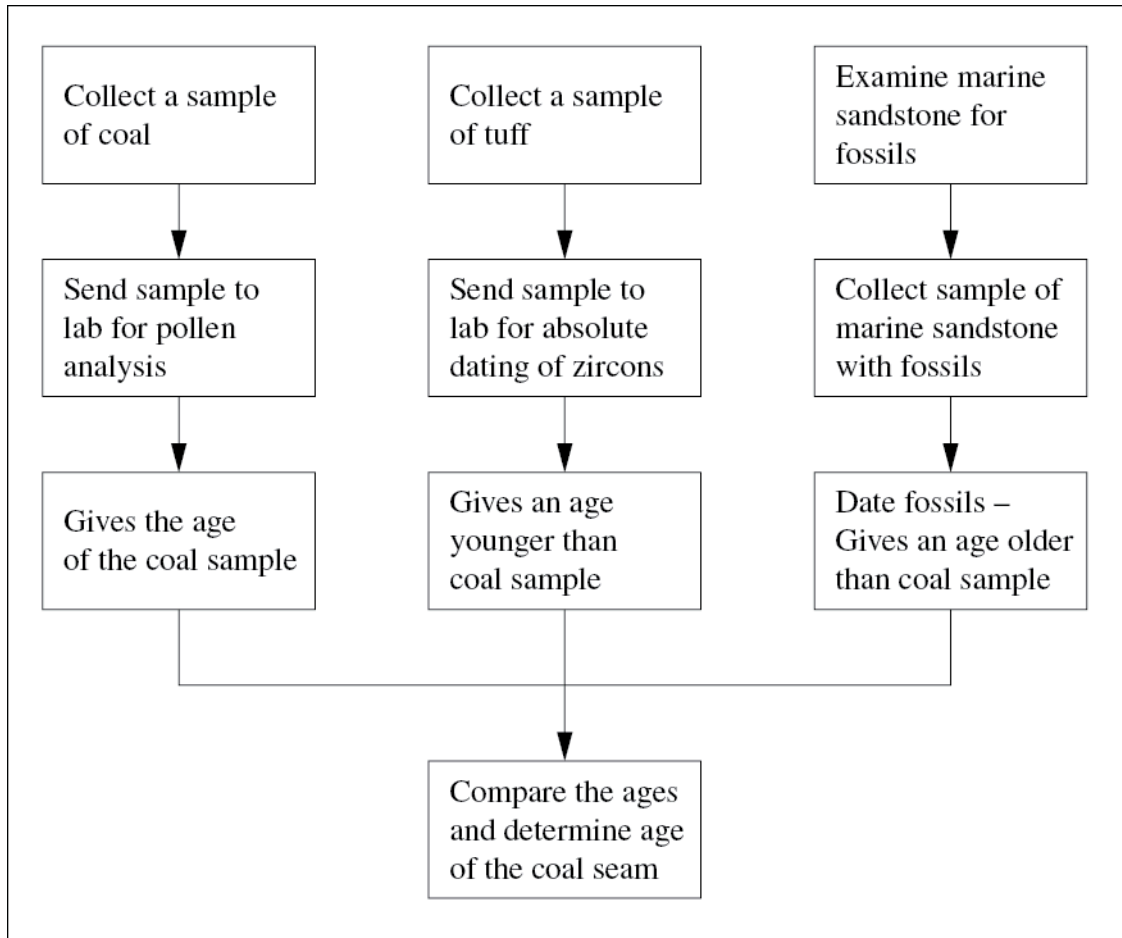 Collect a sample
of coal
Collect a sample
of tuff
Examine marine
sandstone for
fossils
Send sample to
lab for pollen
analysis
Send sample to
lab for absolute
dating of zircons
Collect sample of
marine sandstone
with fossils
Gives the age
of the coal sample
Gives an age
younger than
coal sample
Date fossils –
Gives an age older
than coal sample
Compare the ages
and determine age
of the coal seam